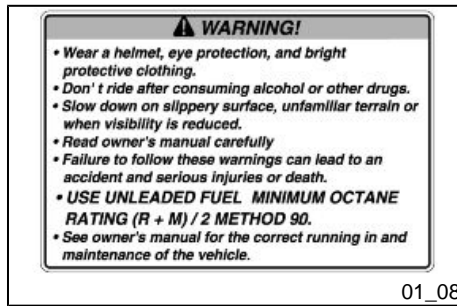 WARNING!
• Wear a helmet, eye protection, and bright
protective clothing.
• Don' t ride after consuming alcohol or other drugs.
• Slow down on slippery surface, unfamiliar terrain or
when visibility is reduced.
• Read owner's manual carefully
• Failure to follow these warnings can lead to an
accident and serious injuries or death.
• USE UNLEADED FUEL MINIMUM OCTANE
RATING (R + M) / 2 METHOD 90.
• See owner's manual for the correct running in and
maintenance of the vehicle.
01_08